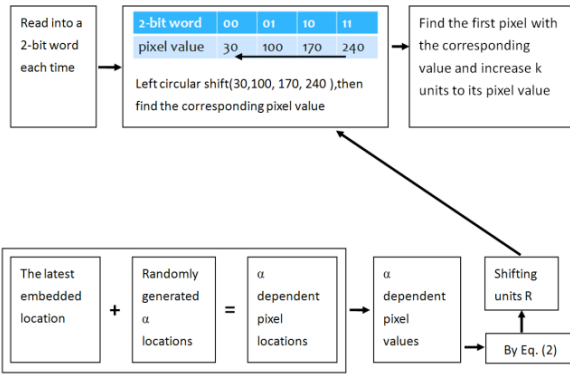 Read into a
2-bit word
each time
2-bit word 00 01 10 11
pixel value 30 100 170 240
Left circular shift(30,100, 170, 240 ),then
find the corresponding pixel value
Find the first pixel with
the corresponding
value and increase k
units to its pixel value
The latest
embedded
location
+
Randomly
generated
α
locations
=
α
dependent
pixel
locations
α
dependent
pixel
values
Shifting
units R
By Eq. (2)